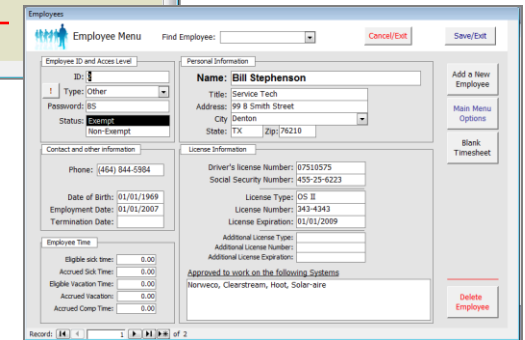 Employees
Employee Menu Find Employee: Cancel/Exit Save/Exit
Employee ID and Acces Level
ID:
! Type: Other
Password: BS
Status: Exempt
Non-Exempt
Personal Information
Name: Bill Stephenson
Title: Service Tech
Address: 99 B Smith Street
City Denton
State: TX Zip: 76210
Add a New
Employee
Main Menu
Options
Blank
Timesheet
Contact and other information
Phone: (464) 844-5984
Date of Birth: 01/01/1969
Employment Date: 01/01/2007
Termination Date:
License Information
Driver's license Number: 07510575
Social Security Number: 455-25-6223
License Type: OS II
License Number: 343-4343
License Expiration: 01/01/2009
Additional License Type:
Additional License Number:
Additional License Expiration:
Employee Time
Eligible sick time: 0.00
Accrued Sick Time: 0.00
Eligible Vacation Time: 0.00
Accrued Vacation: 0.00
Accrued Comp Time: 0.00
Approved to work on the following Systems
Norweco, Clearstream, Hoot, Solar-aire
Delete
Employee
Record: 1 of 2